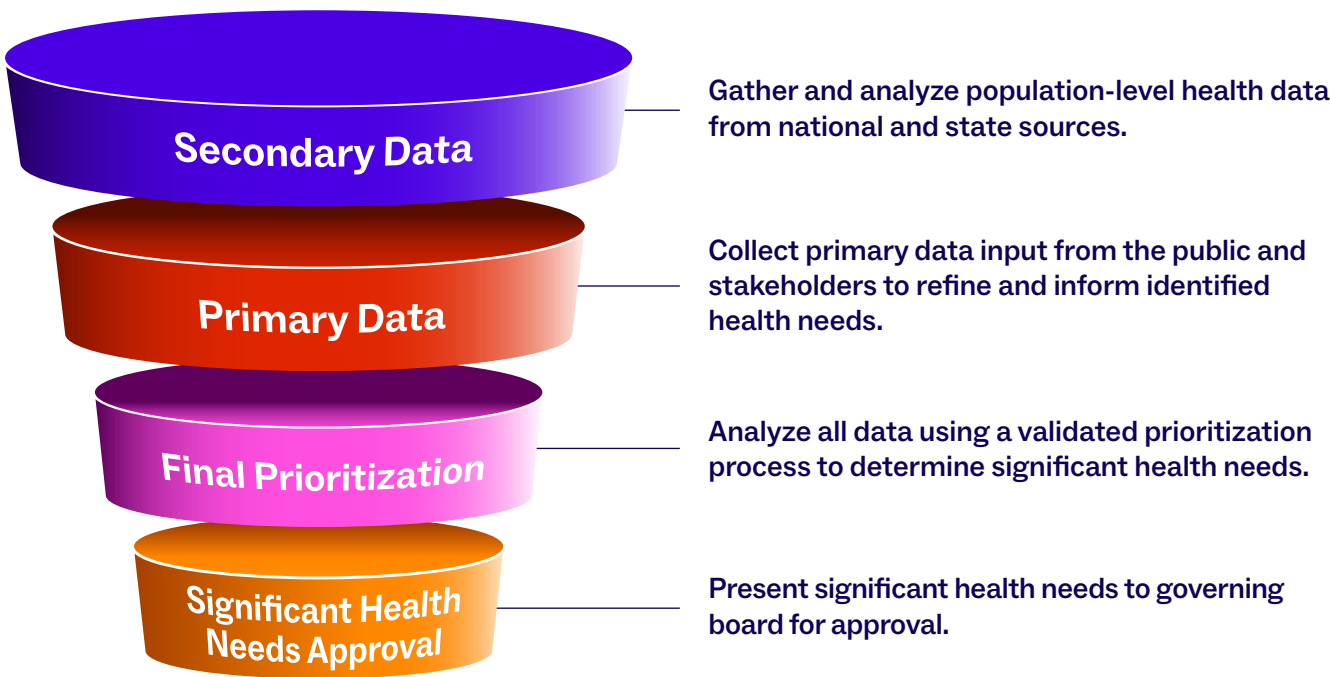 Secondary Data
Gather and analyze population-level health data
from national and state sources.
Primary Data
Collect primary data input from the public and
stakeholders to refine and inform identified
health needs.
Final Prioritization
Analyze all data using a validated prioritization
process to determine significant health needs.
Significant Health
Needs Approval
Present significant health needs to governing
board for approval.